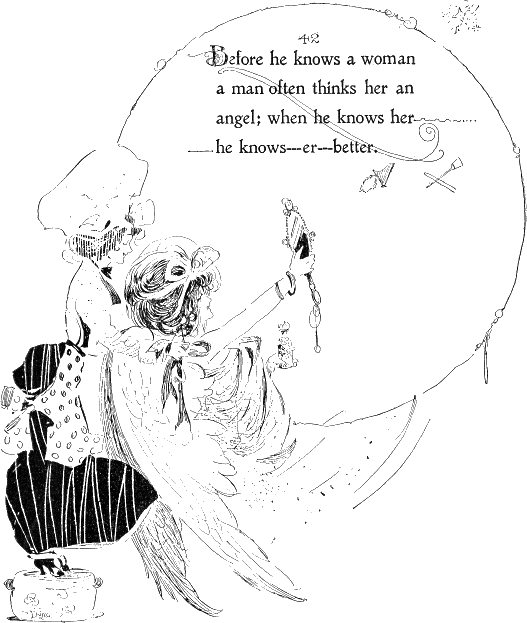 42
Before he knows a woman
a man often thinks her an
angel; when he knows her
he knows---er---better.